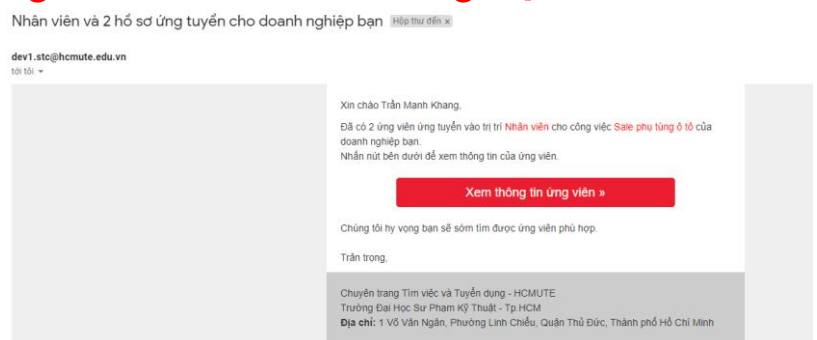 Nhân viên và 2 hồ sơ ứng tuyển cho doanh nghiệp bạn Hộp thư đến x
dev1.stc@hcmute.edu.vn
tới tôi
Xin chào Trần Mạnh Khang,
Đã có 2 ứng viên ứng tuyển vào trị trí Nhân viên cho công việc Sale phụ tùng ô tô của
doanh nghiệp bạn.
Nhấn nút bên dưới để xem thông tin của ứng viên.
Xem thông tin ứng viên »
Chúng tôi hy vọng bạn sẽ sớm tìm được ứng viên phù hợp.
Trân trọng,
Chuyên trang Tìm việc và Tuyển dụng - HCMUTE
Trường Đại Học Sư Phạm Kỹ Thuật - Tp.HCM
Địa chỉ: 1 Võ Văn Ngân, Phường Linh Chiểu, Quận Thủ Đức, Thành phố Hồ Chí Minh